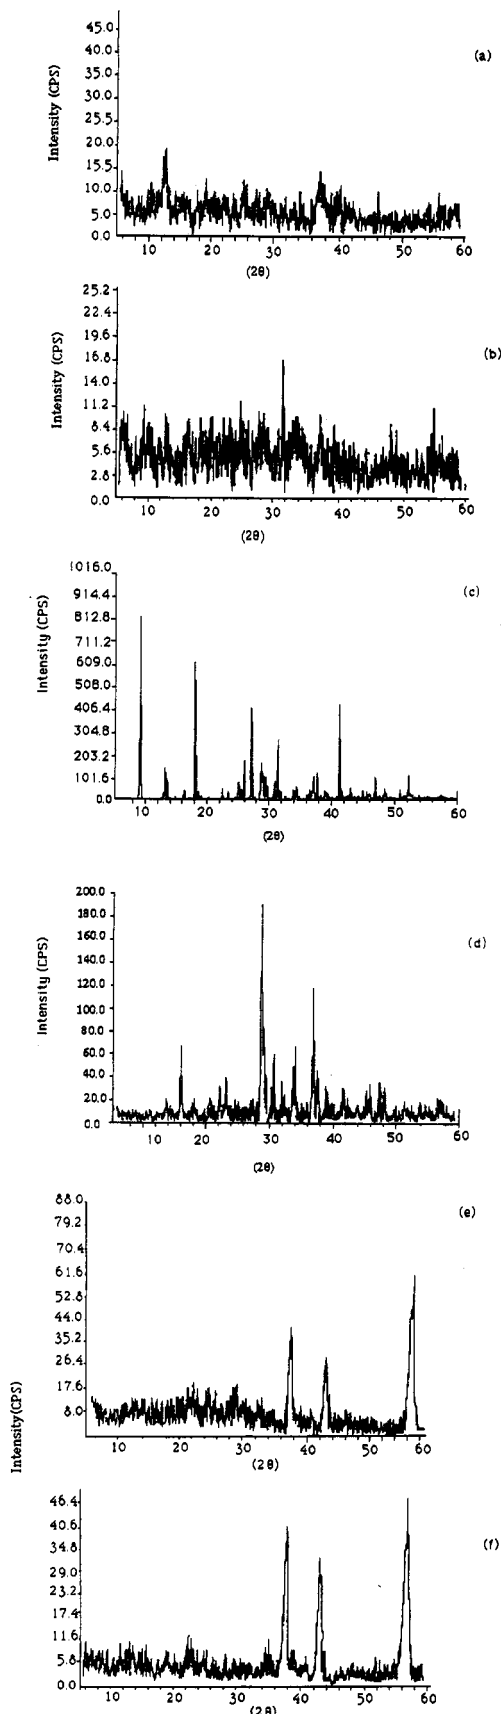 (a)
Intensity (CPS)
45.0
40.0
35.5
30.0
25.5
20.0
15.5
10.0
5.0
0.0
10 20 30 40 50 60
(2θ)
(b)
Intensity (CPS)
25.2
22.4
19.6
16.8
14.0
11.2
8.4
5.6
2.8
0.0
10 20 30 40 50 60
(2θ)
(c)
Intensity (CPS)
1016.0
914.4
812.8
711.2
609.0
508.0
406.4
304.8
203.2
101.6
0.0
10 20 30 40 50 60
(2θ)
(d)
Intensity (CPS)
200.0
180.0
160.0
140.0
120.0
100.0
80.0
60.0
40.0
20.0
0.0
10 20 30 40 50 60
(2θ)
(e)
Intensity(CPS)
88.0
79.2
70.4
61.6
52.8
44.0
35.2
26.4
17.6
8.0
10 20 30 40 50 60
(2θ)
(f)
46.4
40.6
34.8
29.0
23.2
17.4
11.6
5.8
0.0
10 20 30 40 50 60
(2θ)